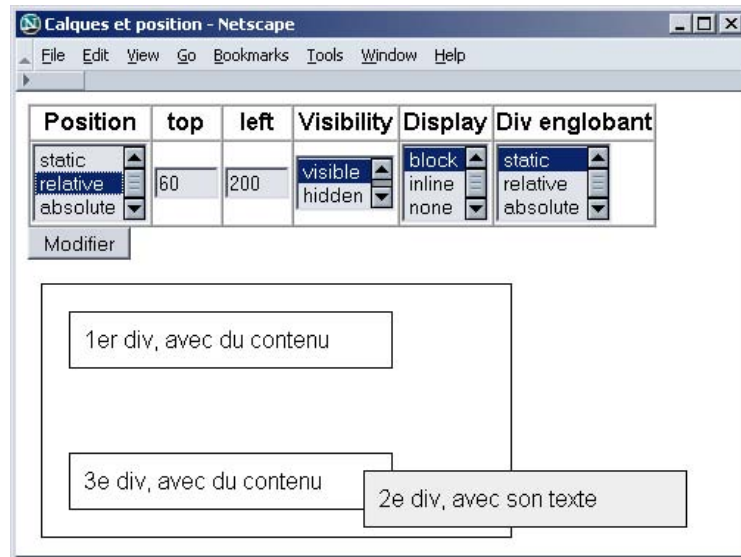 Calques et position - Netscape
File Edit View Go Bookmarks Tools Window Help
Position top left Visibility Display Div englobant
static block static
relative 60 200 visible inline relative
absolute hidden none absolute
Modifier
1er div, avec du contenu
3e div, avec du contenu
2e div, avec son texte